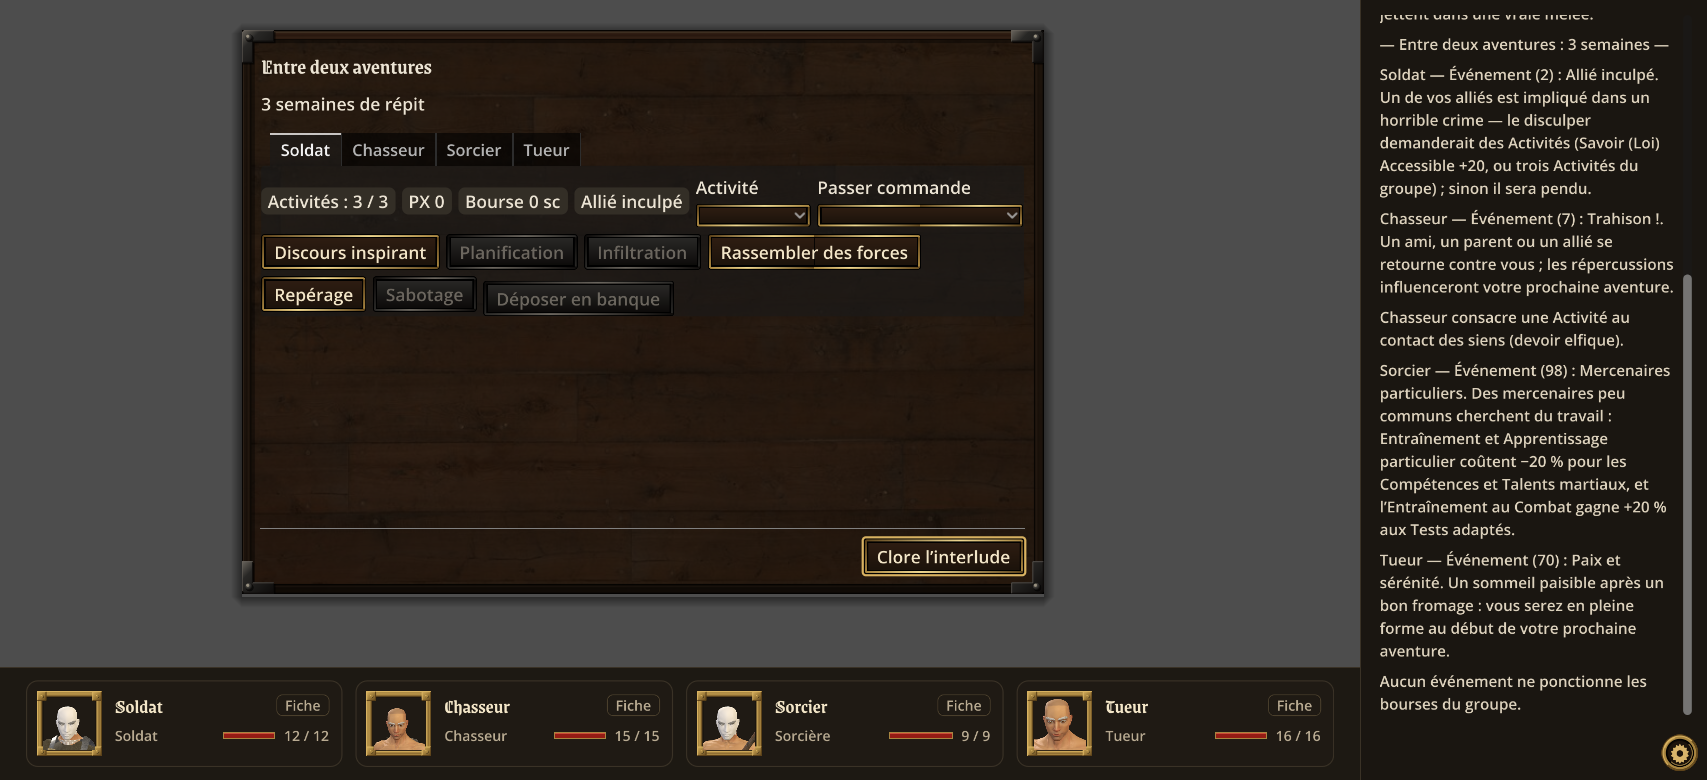 Entre deux aventures
3 semaines de répit
Soldat Chasseur Sorcier Tueur
Activités : 3 / 3 PX 0 Bourse 0 sc Allié inculpé Activité Passer commande
Discours inspirant Planification Infiltration Rassembler des forces
Repérage Sabotage Déposer en banque
Clore l’interlude
jettent dans une vraie mêlée.
— Entre deux aventures : 3 semaines —
Soldat — Événement (2) : Allié inculpé.
Un de vos alliés est impliqué dans un
horrible crime — le disculper
demanderait des Activités (Savoir (Loi)
Accessible +20, ou trois Activités du
groupe) ; sinon il sera pendu.
Chasseur — Événement (7) : Trahison !.
Un ami, un parent ou un allié se
retourne contre vous ; les répercussions
influenceront votre prochaine aventure.
Chasseur consacre une Activité au
contact des siens (devoir elfique).
Sorcier — Événement (98) : Mercenaires
particuliers. Des mercenaires peu
communs cherchent du travail :
Entraînement et Apprentissage
particulier coûtent −20 % pour les
Compétences et Talents martiaux, et
l’Entraînement au Combat gagne +20 %
aux Tests adaptés.
Tueur — Événement (70) : Paix et
sérénité. Un sommeil paisible après un
bon fromage : vous serez en pleine
forme au début de votre prochaine
aventure.
Aucun événement ne ponctionne les
bourses du groupe.
Soldat Fiche
Soldat 12 / 12
Chasseur Fiche
Chasseur 15 / 15
Sorcier Fiche
Sorcière 9 / 9
Tueur Fiche
Tueur 16 / 16